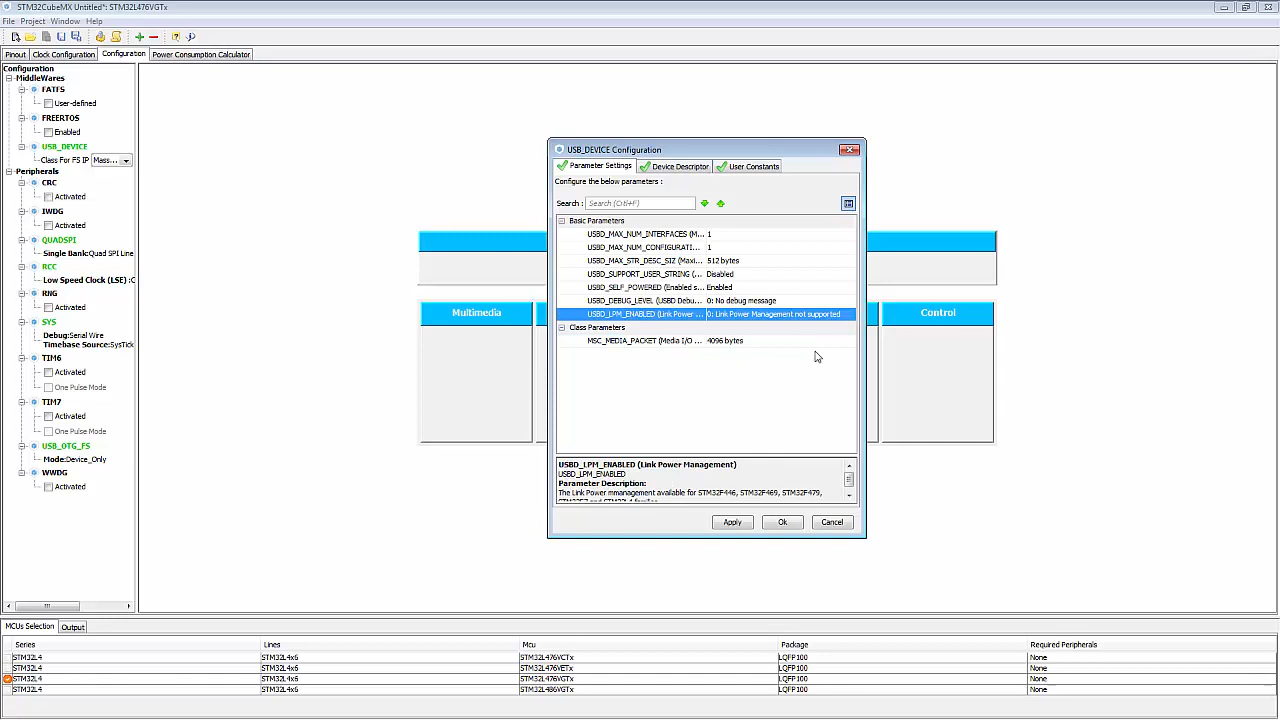 STM32CubeMX Untitled*: STM32L476VGTx
File Project Window Help
Pinout Clock Configuration Configuration Power Consumption Calculator
Configuration
MiddleWares
FATFS
User-defined
FREERTOS
Enabled
USB_DEVICE
Class For FS IP Mass...
Peripherals
CRC
Activated
IWDG
Activated
QUADSPI
Single Bank:Quad SPI Line
RCC
Low Speed Clock (LSE) :C
RNG
Activated
SYS
Debug:Serial Wire
Timebase Source:SysTick
TIM6
Activated
One Pulse Mode
TIM7
Activated
One Pulse Mode
USB_OTG_FS
Mode:Device_Only
WWDG
Activated
Multimedia
Control
USB_DEVICE Configuration
Parameter Settings Device Descriptor User Constants
Configure the below parameters :
Search : Search (Crtl+F)
Basic Parameters
USBD_MAX_NUM_INTERFACES (M... 1
USBD_MAX_NUM_CONFIGURATI... 1
USBD_MAX_STR_DESC_SIZ (Maxi... 512 bytes
USBD_SUPPORT_USER_STRING (... Disabled
USBD_SELF_POWERED (Enabled s... Enabled
USBD_DEBUG_LEVEL (USBD Debu... 0: No debug message
USBD_LPM_ENABLED (Link Power ... 0: Link Power Management not supported
Class Parameters
MSC_MEDIA_PACKET (Media I/O ... 4096 bytes
USBD_LPM_ENABLED (Link Power Management)
USBD_LPM_ENABLED
Parameter Description:
The Link Power mmanagement available for STM32F446, STM32F469, STM32F479,
Apply Ok Cancel
MCUs Selection Output
Series Lines Mcu Package Required Peripherals
STM32L4 STM32L4x6 STM32L476VCTx LQFP100 None
STM32L4 STM32L4x6 STM32L476VETx LQFP100 None
STM32L4 STM32L4x6 STM32L476VGTx LQFP100 None
STM32L4 STM32L4x6 STM32L486VGTx LQFP100 None